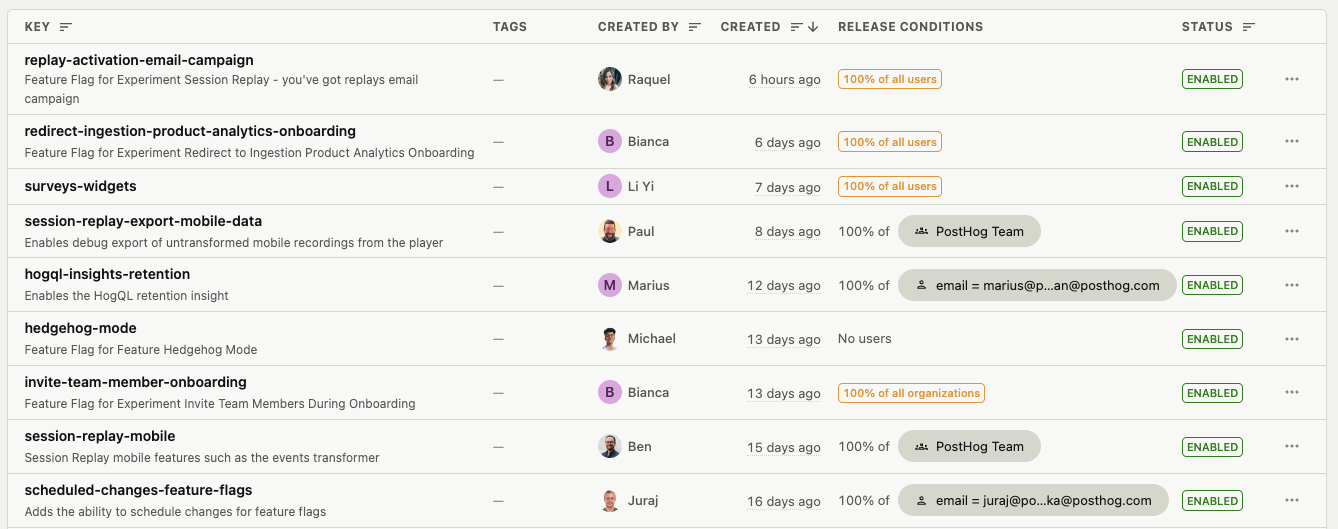 KEY TAGS CREATED BY CREATED RELEASE CONDITIONS STATUS
replay-activation-email-campaign
Feature Flag for Experiment Session Replay - you've got replays email
campaign
— Raquel 6 hours ago 100% of all users ENABLED
redirect-ingestion-product-analytics-onboarding
Feature Flag for Experiment Redirect to Ingestion Product Analytics Onboarding
— B Bianca 6 days ago 100% of all users ENABLED
surveys-widgets — L Li Yi 7 days ago 100% of all users ENABLED
session-replay-export-mobile-data
Enables debug export of untransformed mobile recordings from the player
— Paul 8 days ago 100% of PostHog Team ENABLED
hogql-insights-retention
Enables the HogQL retention insight
— M Marius 12 days ago 100% of email = marius@p...an@posthog.com ENABLED
hedgehog-mode
Feature Flag for Feature Hedgehog Mode
— Michael 13 days ago No users ENABLED
invite-team-member-onboarding
Feature Flag for Experiment Invite Team Members During Onboarding
— B Bianca 13 days ago 100% of all organizations ENABLED
session-replay-mobile
Session Replay mobile features such as the events transformer
— Ben 15 days ago 100% of PostHog Team ENABLED
scheduled-changes-feature-flags
Adds the ability to schedule changes for feature flags
— Juraj 16 days ago 100% of email = juraj@po...ka@posthog.com ENABLED